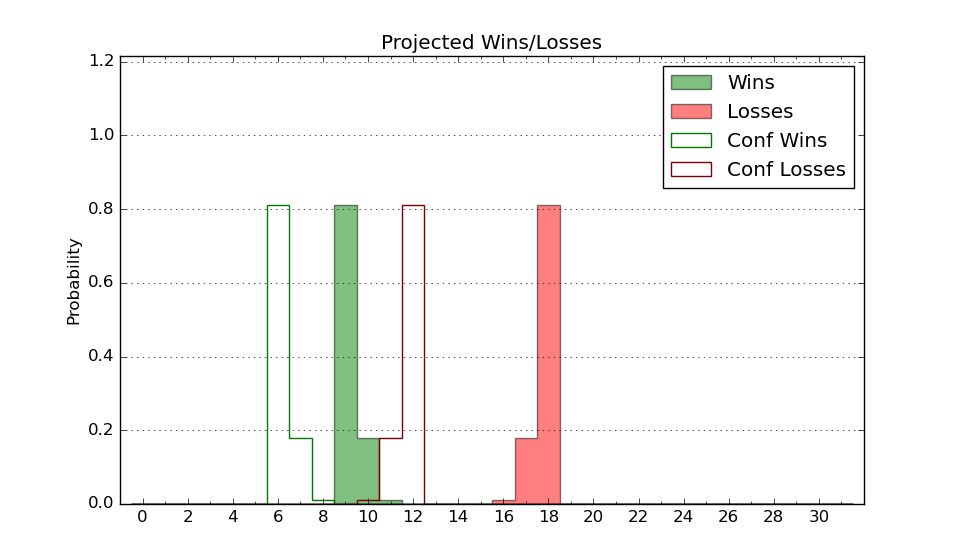 Projected Wins/Losses
1.2
1.0
0.8
0.6
0.4
0.2
0.0
Probability
Wins
Losses
Conf Wins
Conf Losses
0 2 4 6 8 10 12 14 16 18 20 22 24 26 28 30